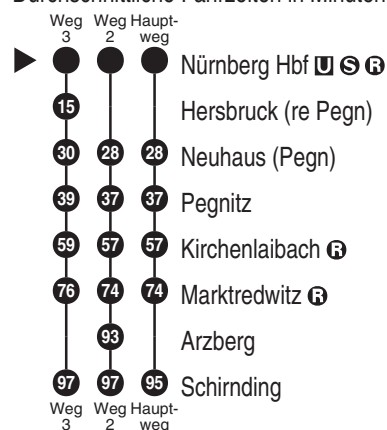 Durchschnittliche Fahrzeiten in Minuten
Weg 3 Weg 2 Haupt-weg
Nürnberg Hbf U S R
15 Hersbruck (re Pegn)
30 28 28 Neuhaus (Pegn)
39 37 37 Pegnitz
59 57 57 Kirchenlaibach R
76 74 74 Marktredwitz R
93 Arzberg
97 97 95 Schirnding
Weg 3 Weg 2 Haupt-weg